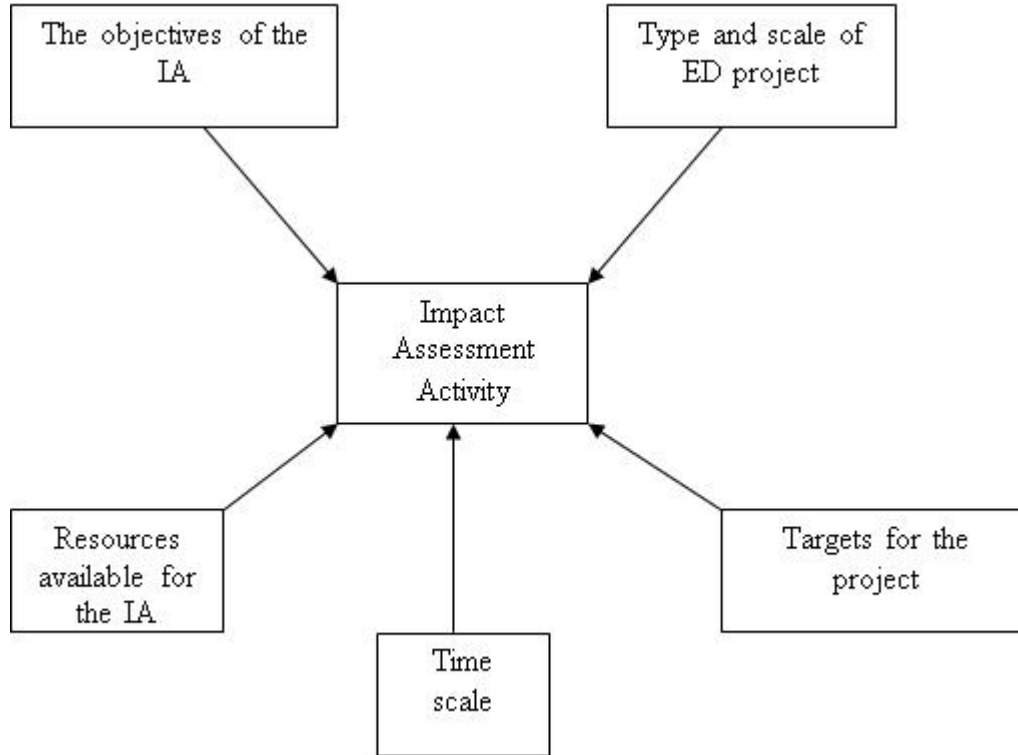 The objectives of the
IA
Type and scale of
ED project
Impact
Assessment
Activity
Resources
available for
the IA
Time
scale
Targets for the
project